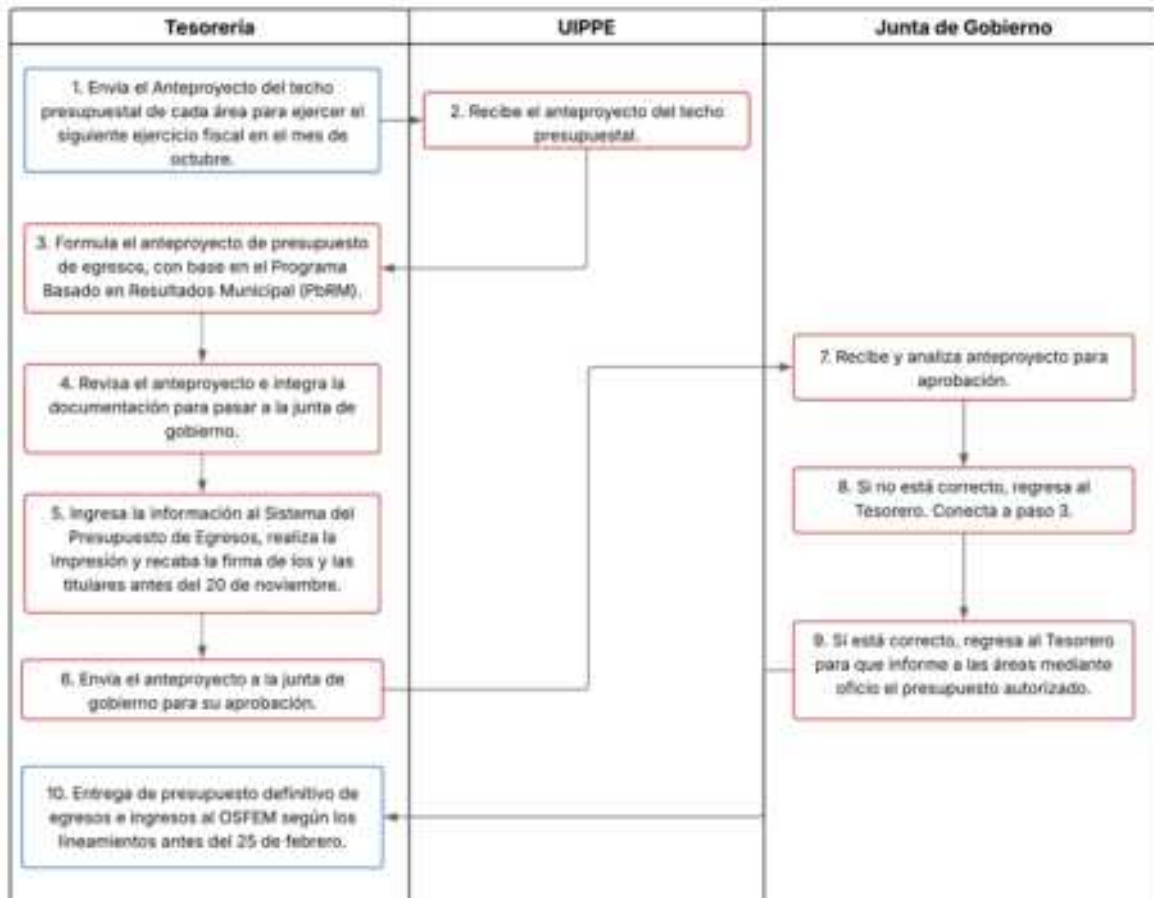 Tesorería
UIPPE
Junta de Gobierno
1. Envía el Anteproyecto del techo
presupuestal de cada área para ejercer el
siguiente ejercicio fiscal en el mes de
octubre.
2. Recibe el anteproyecto del techo
presupuestal.
3. Formula el anteproyecto de presupuesto
de egresos, con base en el Programa
Basado en Resultados Municipal (PbRM).
4. Revisa el anteproyecto e integra la
documentación para pasar a la junta de
gobierno.
5. Ingresa la información al Sistema del
Presupuesto de Egresos, realiza la
impresión y recaba la firma de los y las
titulares antes del 20 de noviembre.
6. Envía el anteproyecto a la junta de
gobierno para su aprobación.
7. Recibe y analiza anteproyecto para
aprobación.
8. Si no está correcto, regresa al
Tesorero. Conecta a paso 3.
9. Si está correcto, regresa al Tesorero
para que informe a las áreas mediante
oficio el presupuesto autorizado.
10. Entrega de presupuesto definitivo de
egresos e ingresos al OSFEM según los
lineamientos antes del 25 de febrero.